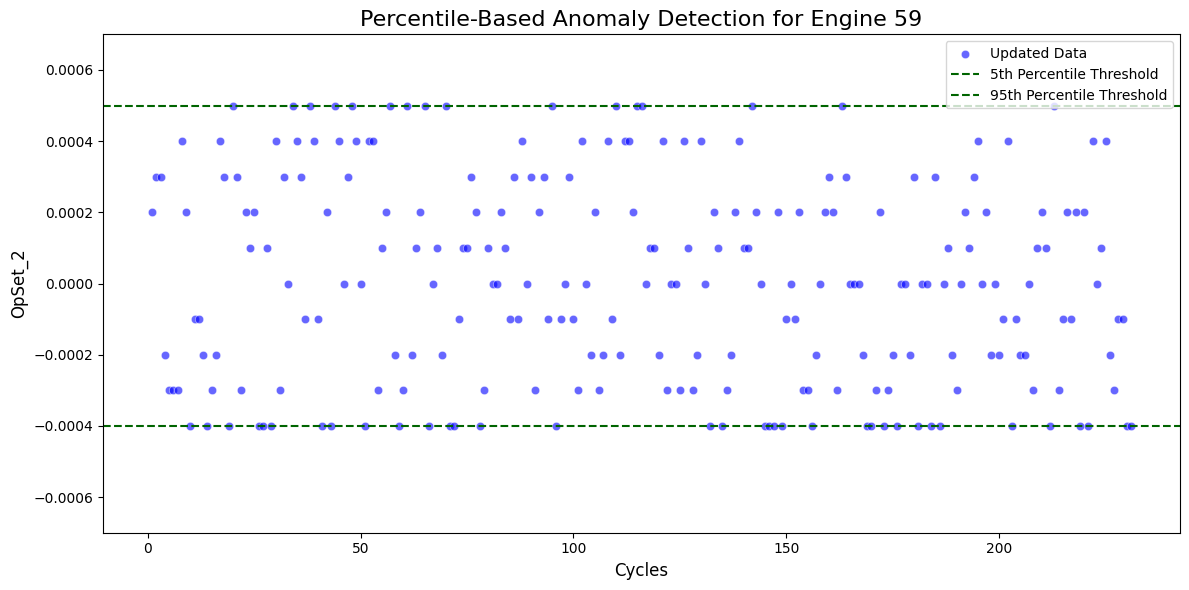 Percentile-Based Anomaly Detection for Engine 59
Updated Data
5th Percentile Threshold
95th Percentile Threshold
OpSet_2
0.0006
0.0004
0.0002
0.0000
−0.0002
−0.0004
−0.0006
0 50 100 150 200
Cycles